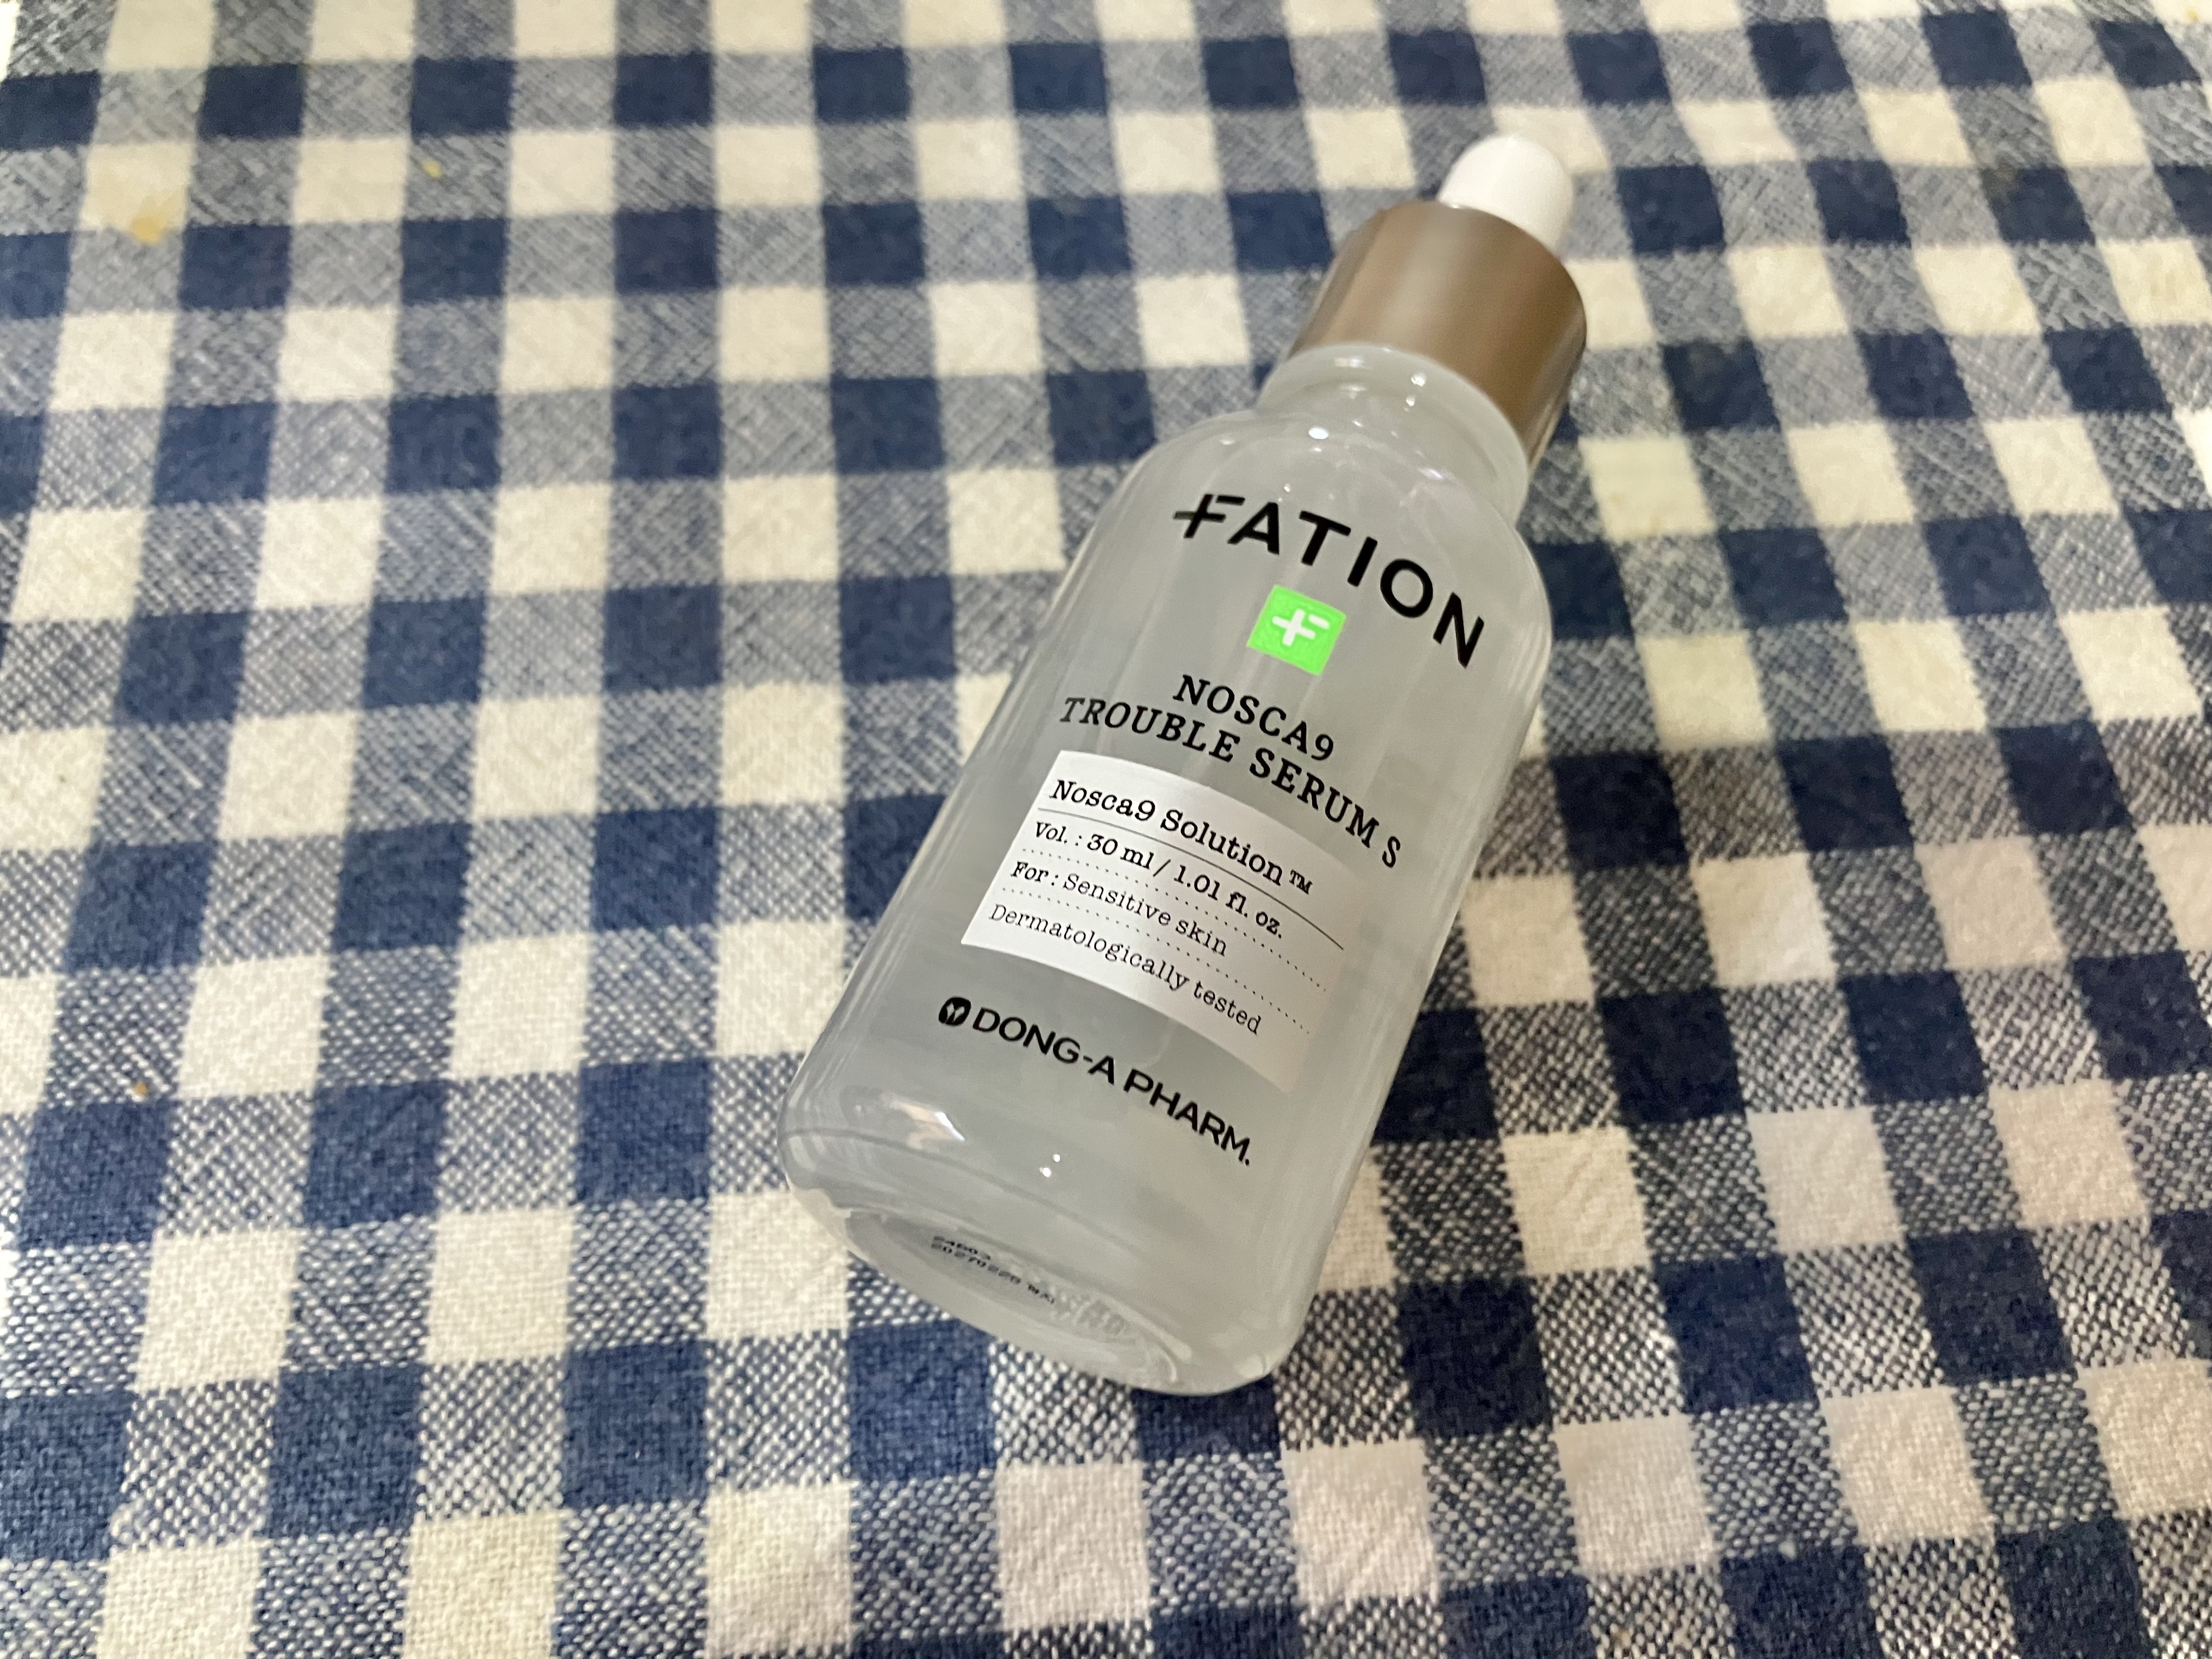 FATION
NOSCA9
TROUBLE SERUM S
Nosca9 Solution™
Vol. : 30 ml / 1.01 fl. oz.
For : Sensitive skin
Dermatologically tested
DONG-A PHARM.